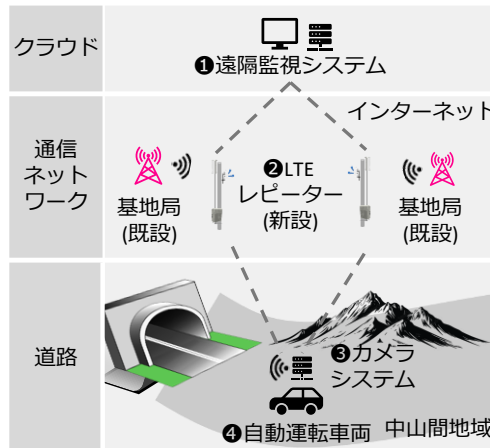 クラウド
❶遠隔監視システム
インターネット
通信
ネット
ワーク
基地局
(既設)
❷LTE
レピーター
(新設)
基地局
(既設)
道路
❸カメラ
システム
❹自動運転車両
中山間地域